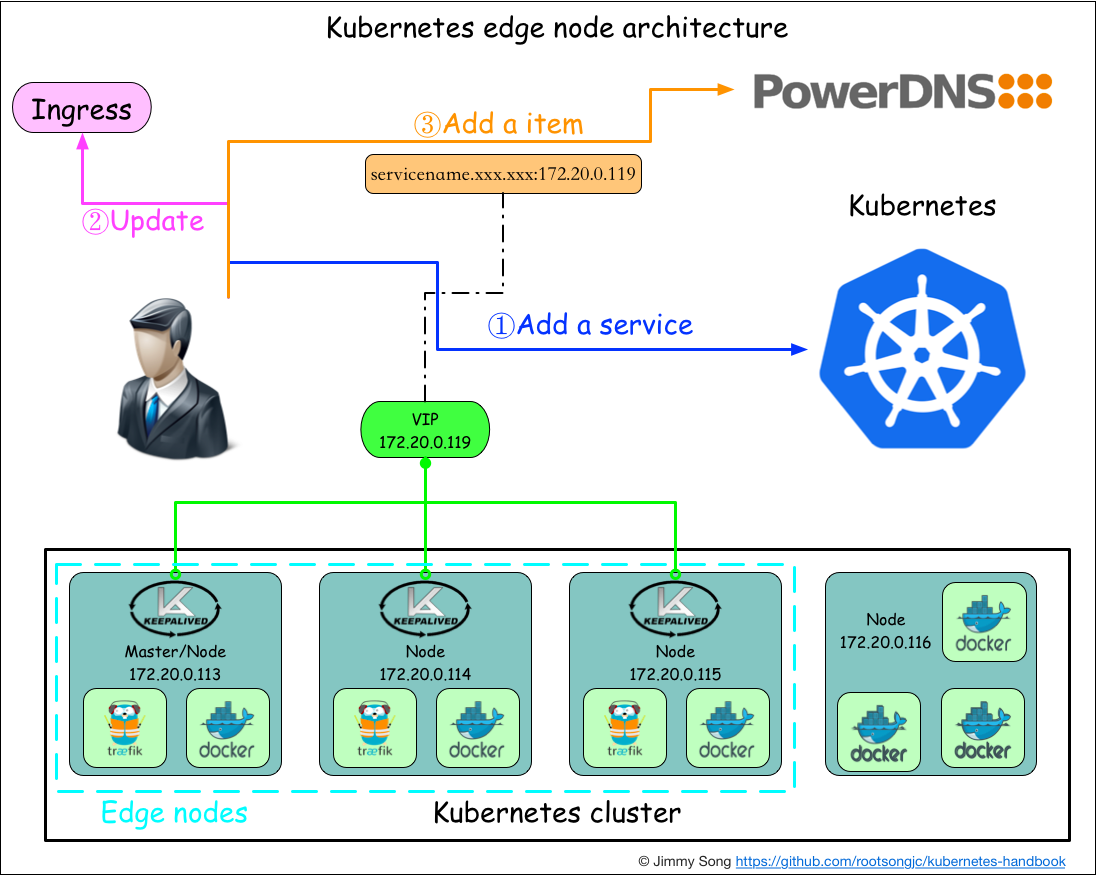 Kubernetes edge node architecture
Ingress
PowerDNS
③Add a item
servicename.xxx.xxx:172.20.0.119
②Update
Kubernetes
①Add a service
VIP
172.20.0.119
KEEPALIVED
Master/Node
172.20.0.113
træfik
docker
KEEPALIVED
Node
172.20.0.114
træfik
docker
KEEPALIVED
Node
172.20.0.115
træfik
docker
Node
172.20.0.116
docker
docker
docker
Edge nodes
Kubernetes cluster
© Jimmy Song https://github.com/rootsongjc/kubernetes-handbook